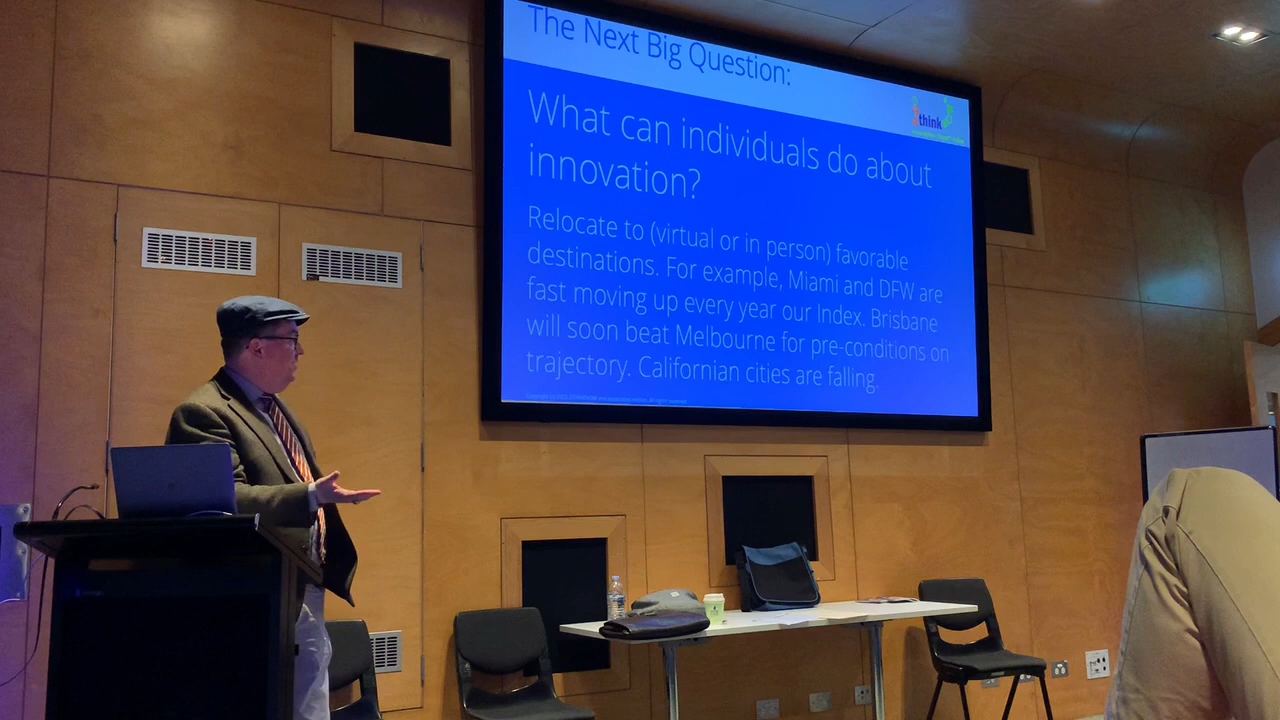 The Next Big Question:
2think
What can individuals do about
innovation?
Relocate to (virtual or in person) favorable
destinations. For example, Miami and DFW are
fast moving up every year our Index. Brisbane
will soon beat Melbourne for pre-conditions on
trajectory. Californian cities are falling.